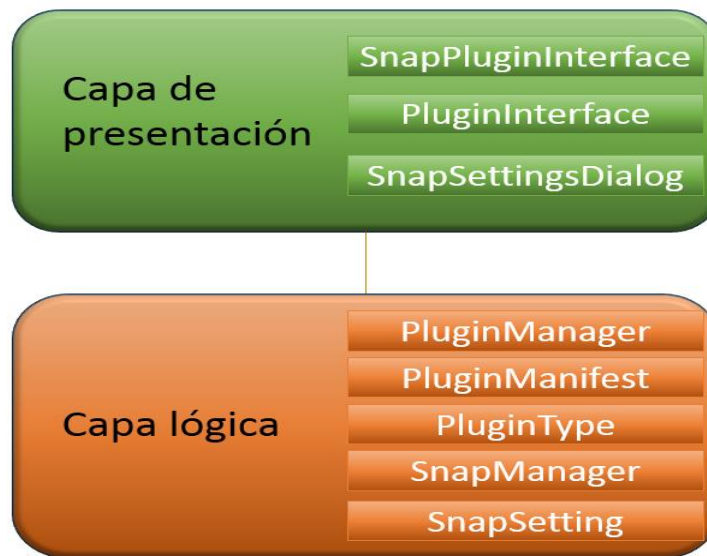 Capa de
presentación
SnapPluginInterface
PluginInterface
SnapSettingsDialog
Capa lógica
PluginManager
PluginManifest
PluginType
SnapManager
SnapSetting